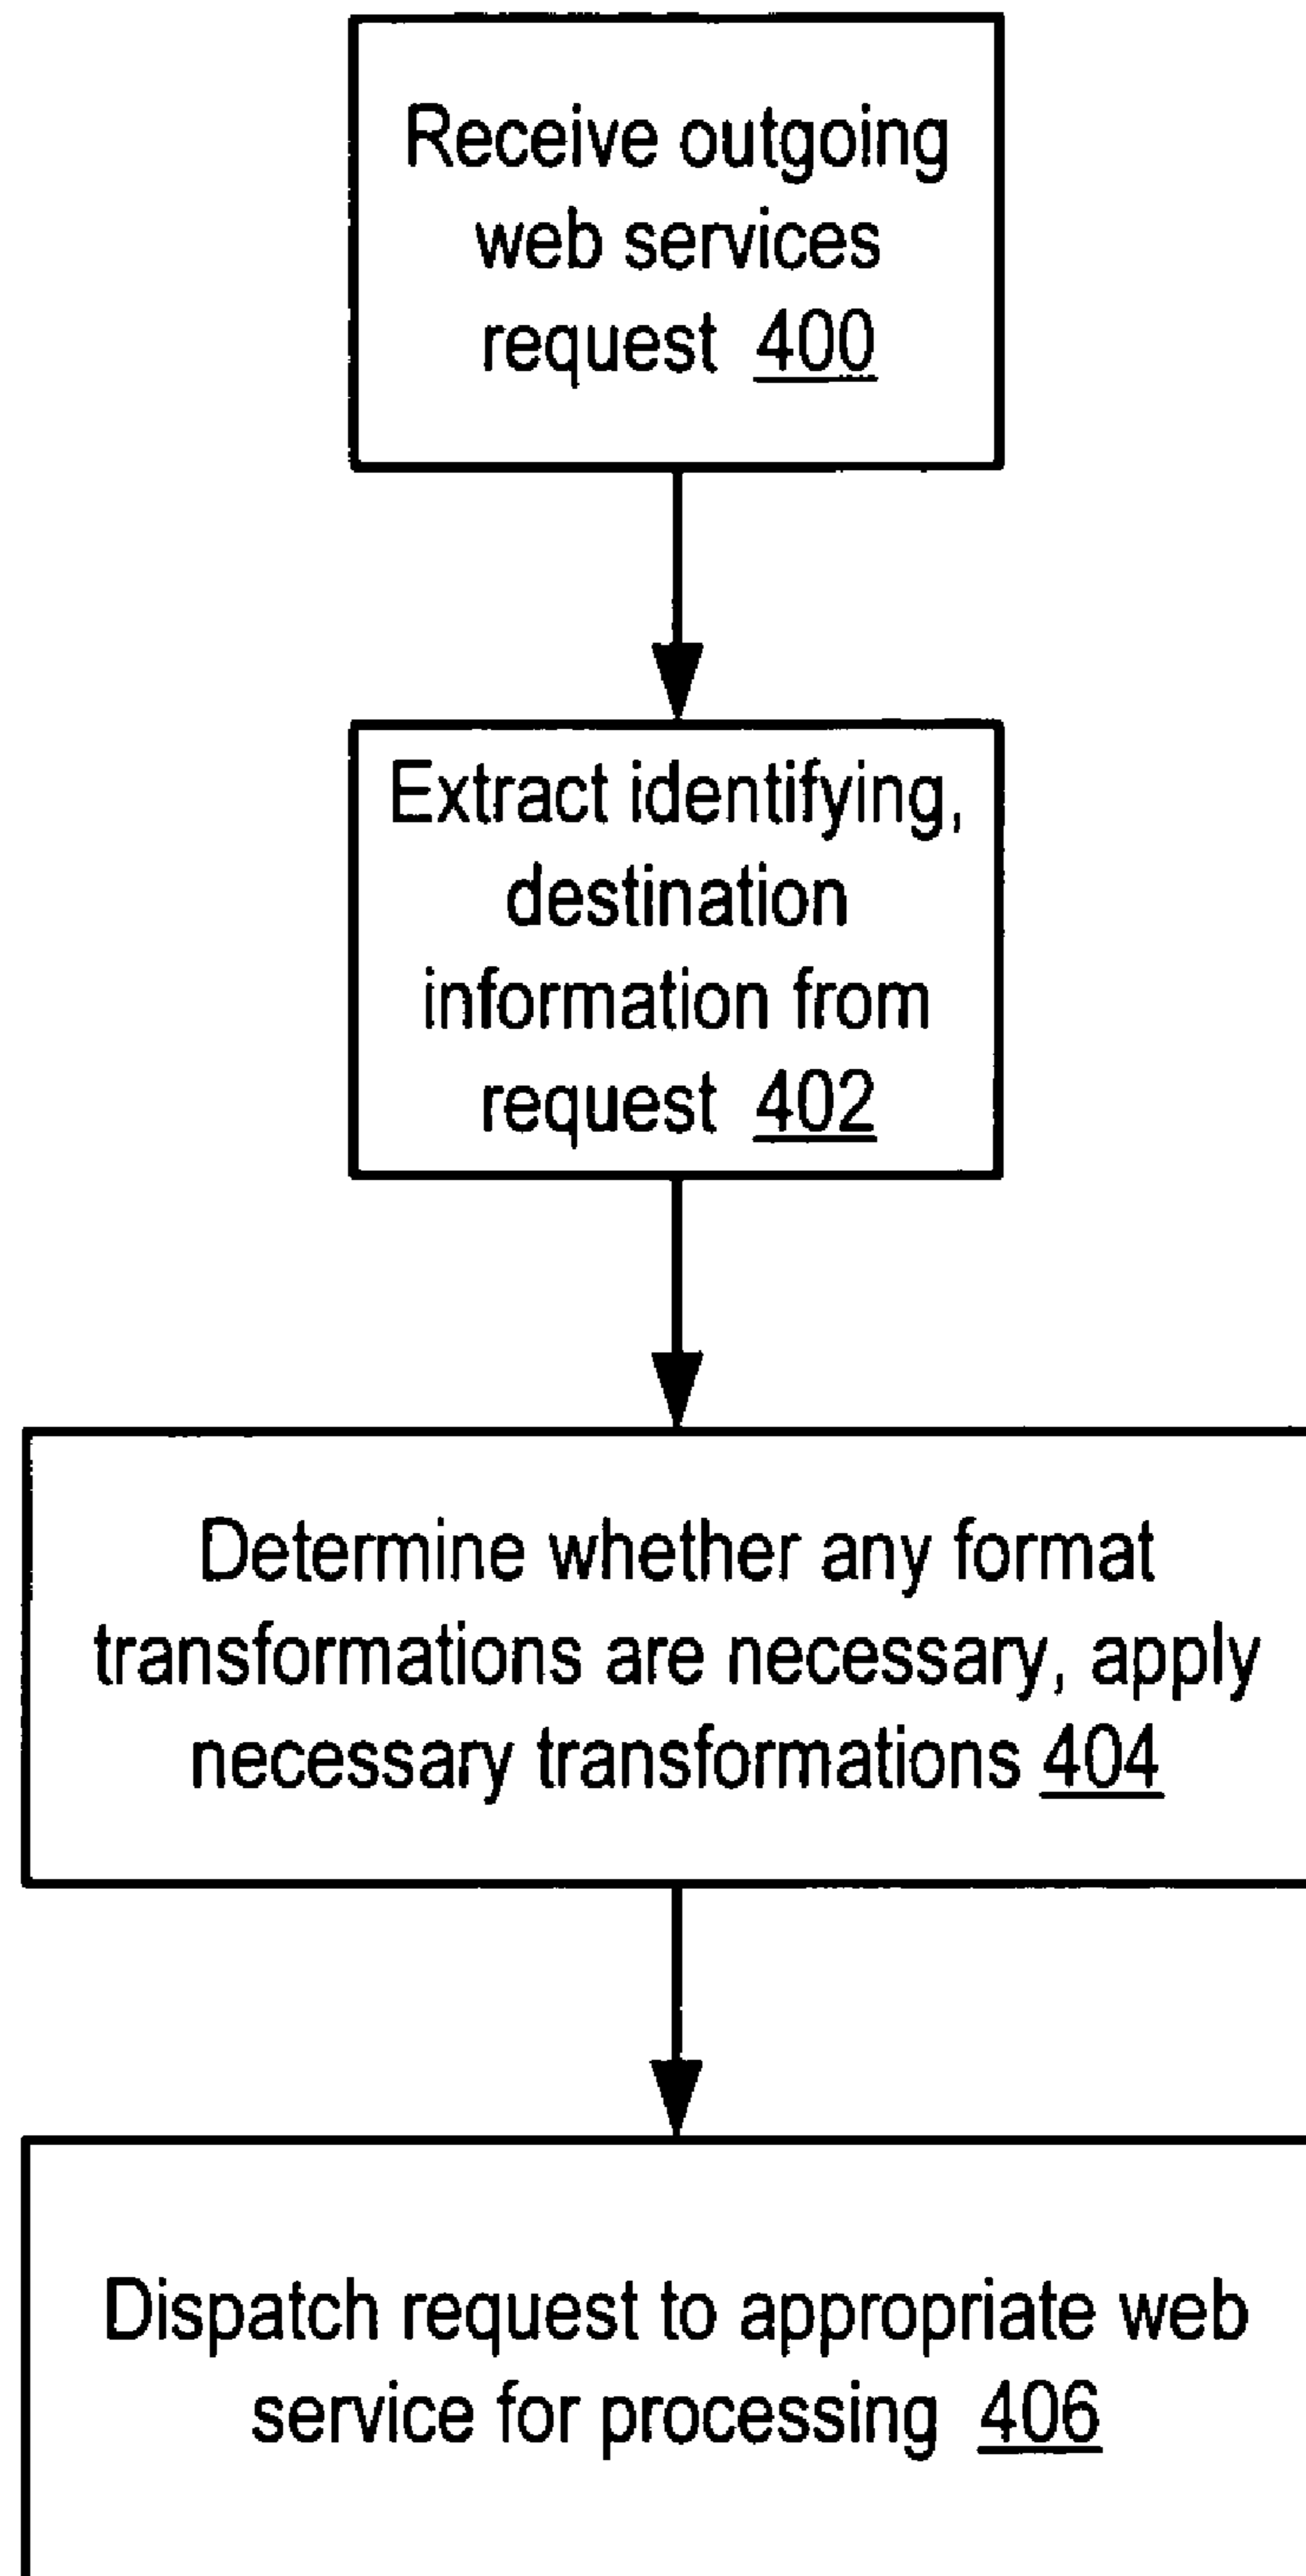 Receive outgoing
web services
request 400
Extract identifying,
destination
information from
request 402
Determine whether any format
transformations are necessary, apply
necessary transformations 404
Dispatch request to appropriate web
service for processing 406